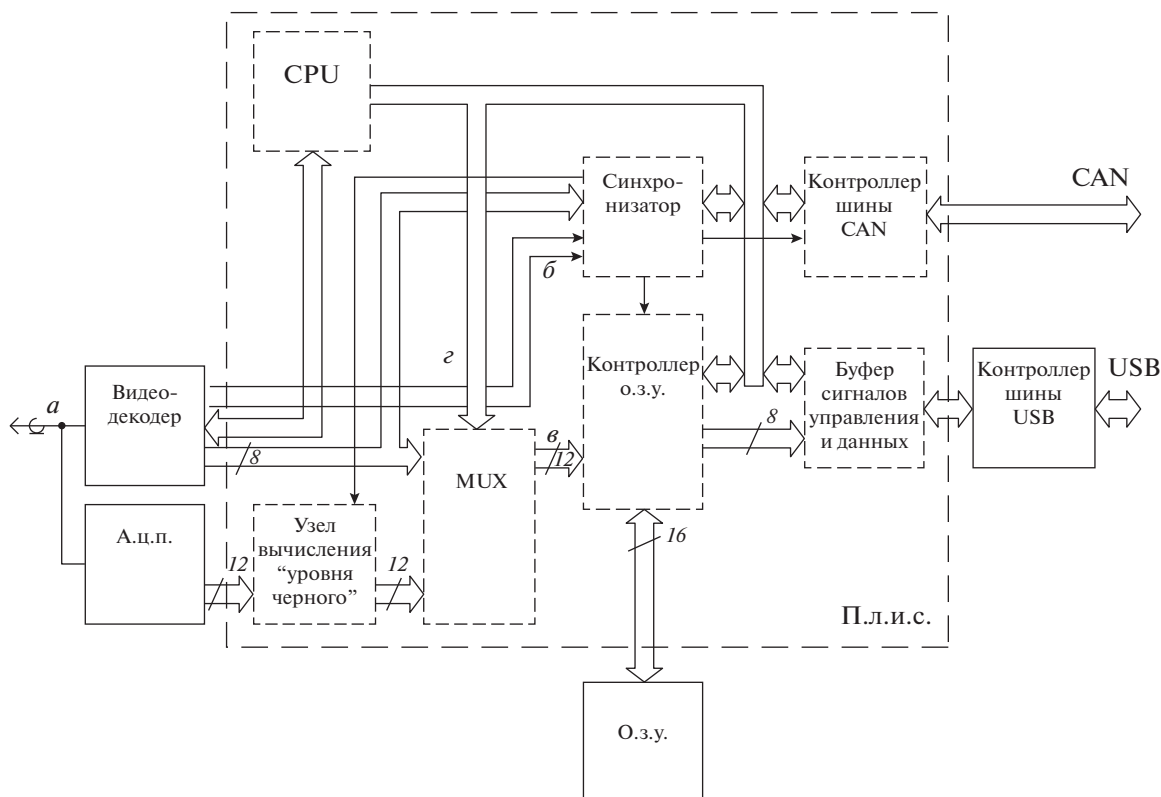 CPU
Синхро-
низатор
Контроллер
шины
CAN
CAN
б
г
Видео-
декодер
а
Контроллер
о.з.у.
Буфер
сигналов
управления
и данных
Контроллер
шины
USB
USB
8
MUX
в
12
8
А.ц.п.
12
Узел
вычисления
“уровня
черного”
12
16
П.л.и.с.
О.з.у.